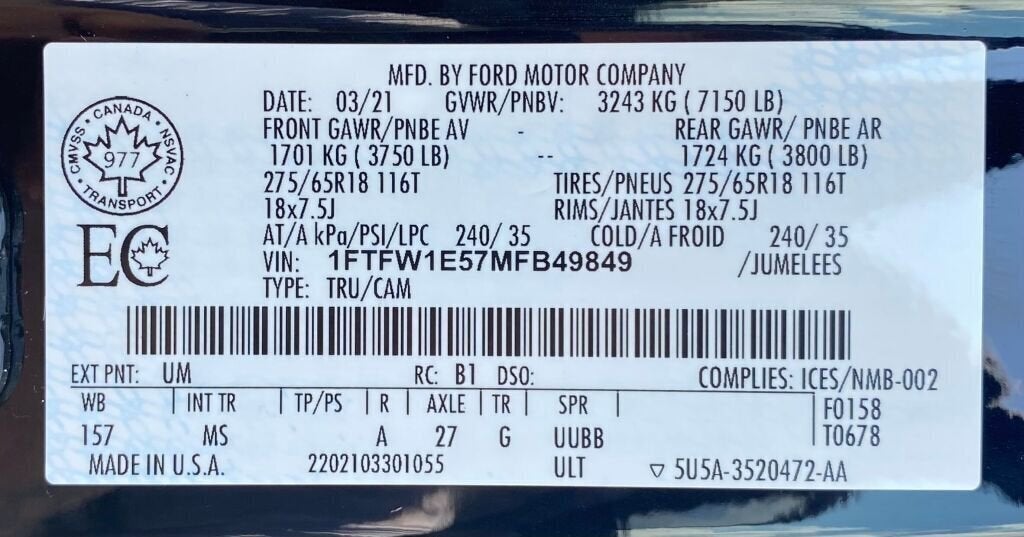 MFD. BY FORD MOTOR COMPANY
DATE: 03/21 GVWR/PNBV: 3243 KG ( 7150 LB)
FRONT GAWR/PNBE AV - REAR GAWR/ PNBE AR
1701 KG ( 3750 LB) -- 1724 KG ( 3800 LB)
275/65R18 116T TIRES/PNEUS 275/65R18 116T
18x7.5J RIMS/JANTES 18x7.5J
AT/A kPa/PSI/LPC 240/ 35 COLD/A FROID 240/ 35
VIN: 1FTFW1E57MFB49849 /JUMELEES
TYPE: TRU/CAM
CANADA
CMVSS 977 NSVAC
TRANSPORT
EC
EXT PNT: UM RC: B1 DSO: COMPLIES: ICES/NMB-002
WB | INT TR | TP/PS | R | AXLE | TR | SPR | F0158
157 MS A 27 G UUBB T0678
MADE IN U.S.A. 2202103301055 ULT ▽ 5U5A-3520472-AA